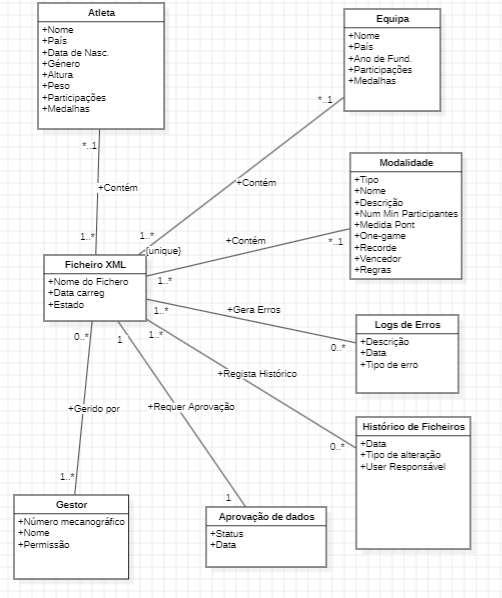 Atleta
+Nome
+País
+Data de Nasc.
+Género
+Altura
+Peso
+Participações
+Medalhas
Equipa
+Nome
+País
+Ano de Fund.
+Participações
+Medalhas
*..1
*..1
+Contém
+Contém
Modalidade
+Tipo
+Nome
+Descrição
+Num Min Participantes
+Medida Pont
+One-game
+Recorde
+Vencedor
+Regras
1..*
1..*
{unique}
+Contém
*..1
Ficheiro XML
+Nome do Fichero
+Data carreg
+Estado
1..*
1..*
+Gera Erros
0..*
Logs de Erros
+Descrição
+Data
+Tipo de erro
0..*
1
1..*
+Regista Histórico
+Gerido por
+Requer Aprovação
0..*
Histórico de Ficheiros
+Data
+Tipo de alteração
+User Responsável
1..*
1
Gestor
+Número mecanográfico
+Nome
+Permissão
Aprovação de dados
+Status
+Data